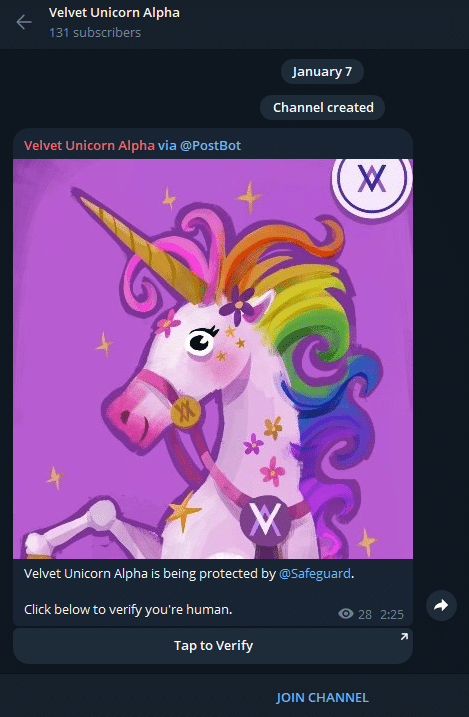 Velvet Unicorn Alpha
131 subscribers
January 7
Channel created
Velvet Unicorn Alpha via @PostBot
Velvet Unicorn Alpha is being protected by @Safeguard.
Click below to verify you're human.
28 2:25
Tap to Verify
JOIN CHANNEL